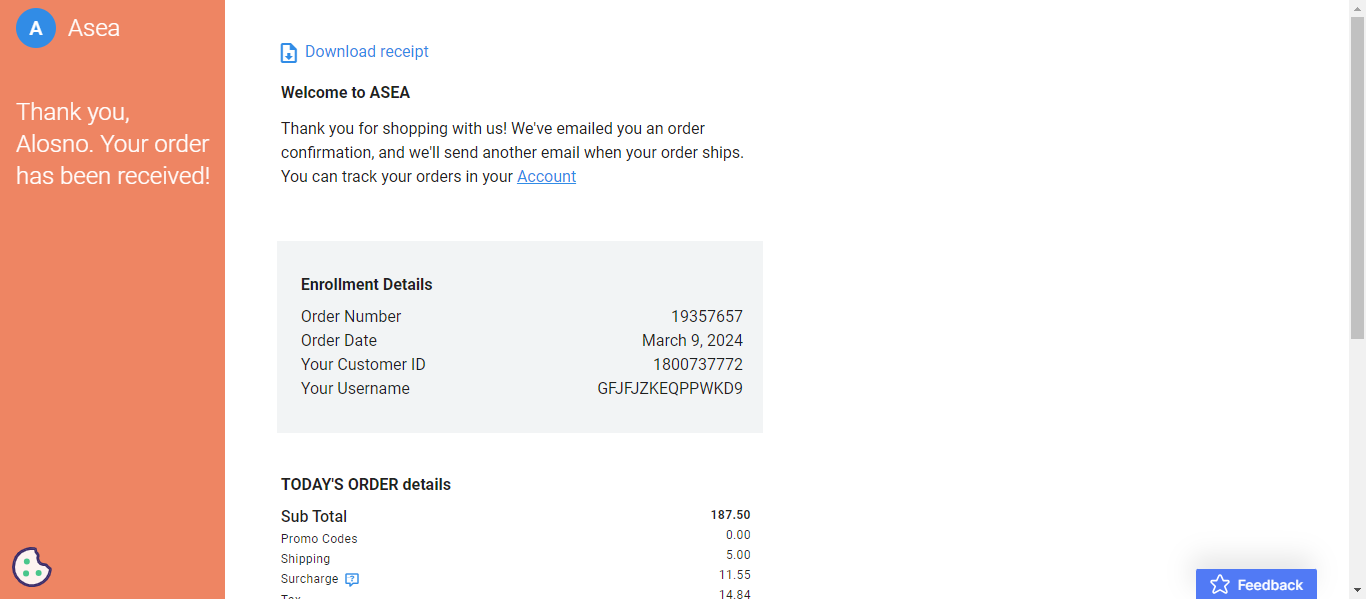 A Asea
Thank you,
Alosno. Your order
has been received!
Download receipt
Welcome to ASEA
Thank you for shopping with us! We've emailed you an order
confirmation, and we'll send another email when your order ships.
You can track your orders in your Account
Enrollment Details
Order Number 19357657
Order Date March 9, 2024
Your Customer ID 1800737772
Your Username GFJFJZKEQPPWKD9
TODAY'S ORDER details
Sub Total 187.50
Promo Codes 0.00
Shipping 5.00
Surcharge ? 11.55
Tax 14.84
Feedback